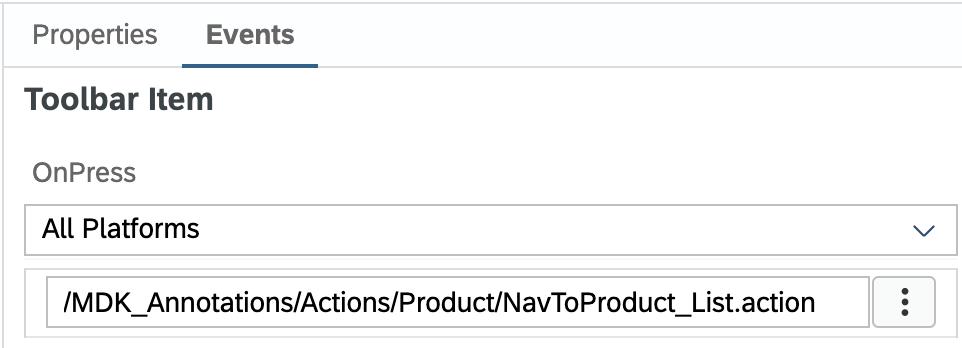 Properties Events
Toolbar Item
OnPress
All Platforms
/MDK_Annotations/Actions/Product/NavToProduct_List.action